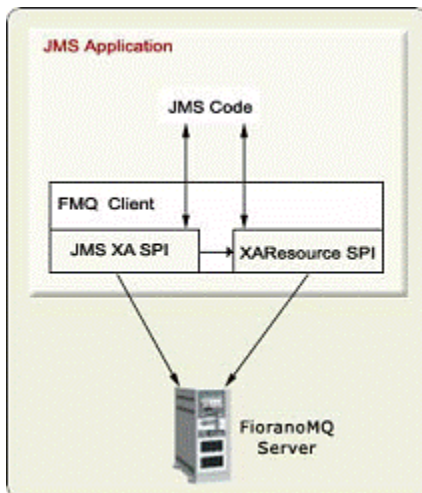 JMS Application
JMS Code
FMQ Client
JMS XA SPI
XAResource SPI
FioranoMQ
Server